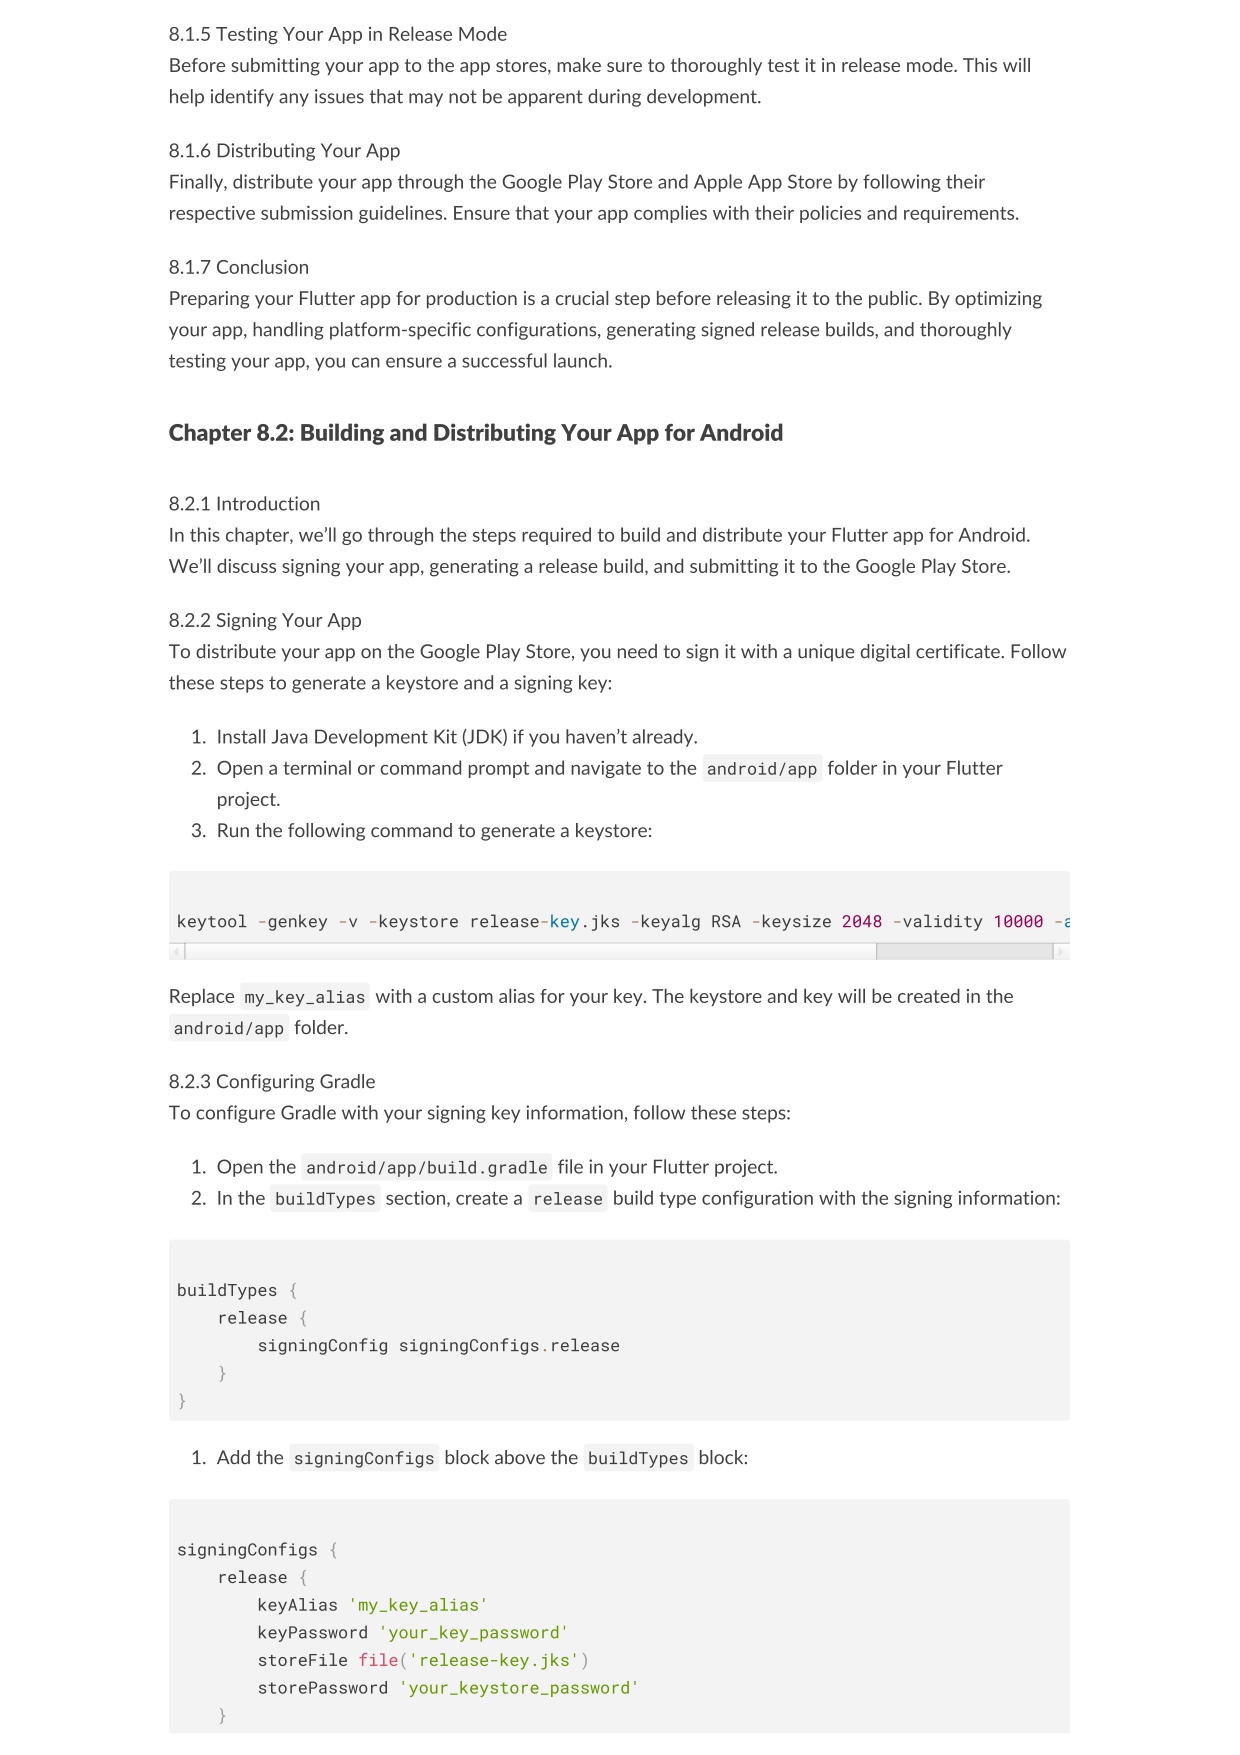 8.1.5 Testing Your App in Release Mode
Before submitting your app to the app stores, make sure to thoroughly test it in release mode. This will
help identify any issues that may not be apparent during development.
8.1.6 Distributing Your App
Finally, distribute your app through the Google Play Store and Apple App Store by following their
respective submission guidelines. Ensure that your app complies with their policies and requirements.
8.1.7 Conclusion
Preparing your Flutter app for production is a crucial step before releasing it to the public. By optimizing
your app, handling platform-specific configurations, generating signed release builds, and thoroughly
testing your app, you can ensure a successful launch.
Chapter 8.2: Building and Distributing Your App for Android
8.2.1 Introduction
In this chapter, we’ll go through the steps required to build and distribute your Flutter app for Android.
We’ll discuss signing your app, generating a release build, and submitting it to the Google Play Store.
8.2.2 Signing Your App
To distribute your app on the Google Play Store, you need to sign it with a unique digital certificate. Follow
these steps to generate a keystore and a signing key:
1. Install Java Development Kit (JDK) if you haven’t already.
2. Open a terminal or command prompt and navigate to the android/app folder in your Flutter
project.
3. Run the following command to generate a keystore:
keytool -genkey -v -keystore release-key.jks -keyalg RSA -keysize 2048 -validity 10000 -a
Replace my_key_alias with a custom alias for your key. The keystore and key will be created in the
android/app folder.
8.2.3 Configuring Gradle
To configure Gradle with your signing key information, follow these steps:
1. Open the android/app/build.gradle file in your Flutter project.
2. In the buildTypes section, create a release build type configuration with the signing information:
buildTypes {
    release {
        signingConfig signingConfigs.release
    }
}
1. Add the signingConfigs block above the buildTypes block:
signingConfigs {
    release {
        keyAlias 'my_key_alias'
        keyPassword 'your_key_password'
        storeFile file('release-key.jks')
        storePassword 'your_keystore_password'
    }